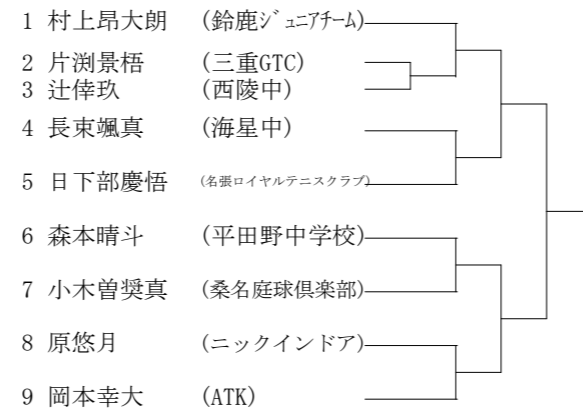 1 村上昂大朗 (鈴鹿ジュニアチーム)
2 片渕景梧 (三重GTC)
3 辻倖玖 (西陵中)
4 長束颯真 (海星中)
5 日下部慶悟 (名張ロイヤルテニスクラブ)
6 森本晴斗 (平田野中学校)
7 小木曽奨真 (桑名庭球倶楽部)
8 原悠月 (ニックインドア)
9 岡本幸大 (ATK)